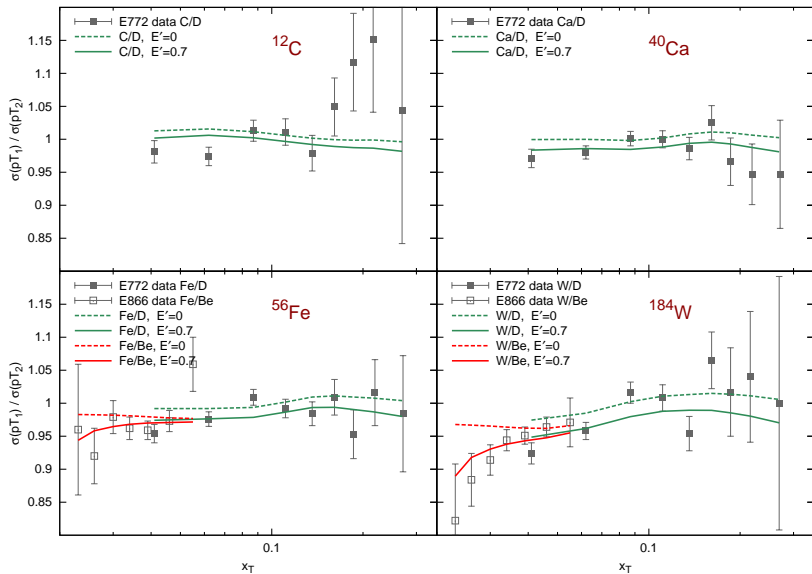 E772 data C/D
C/D, E′=0
C/D, E′=0.7
12C
E772 data Ca/D
Ca/D, E′=0
Ca/D, E′=0.7
40Ca
1.15
1.1
1.05
1
0.95
0.9
0.85
σ(pT1) / σ(pT2)
E772 data Fe/D
E866 data Fe/Be
Fe/D, E′=0
Fe/D, E′=0.7
Fe/Be, E′=0
Fe/Be, E′=0.7
56Fe
E772 data W/D
E866 data W/Be
W/D, E′=0
W/D, E′=0.7
W/Be, E′=0
W/Be, E′=0.7
184W
1.15
1.1
1.05
1
0.95
0.9
0.85
σ(pT1) / σ(pT2)
0.1
0.1
xT
xT